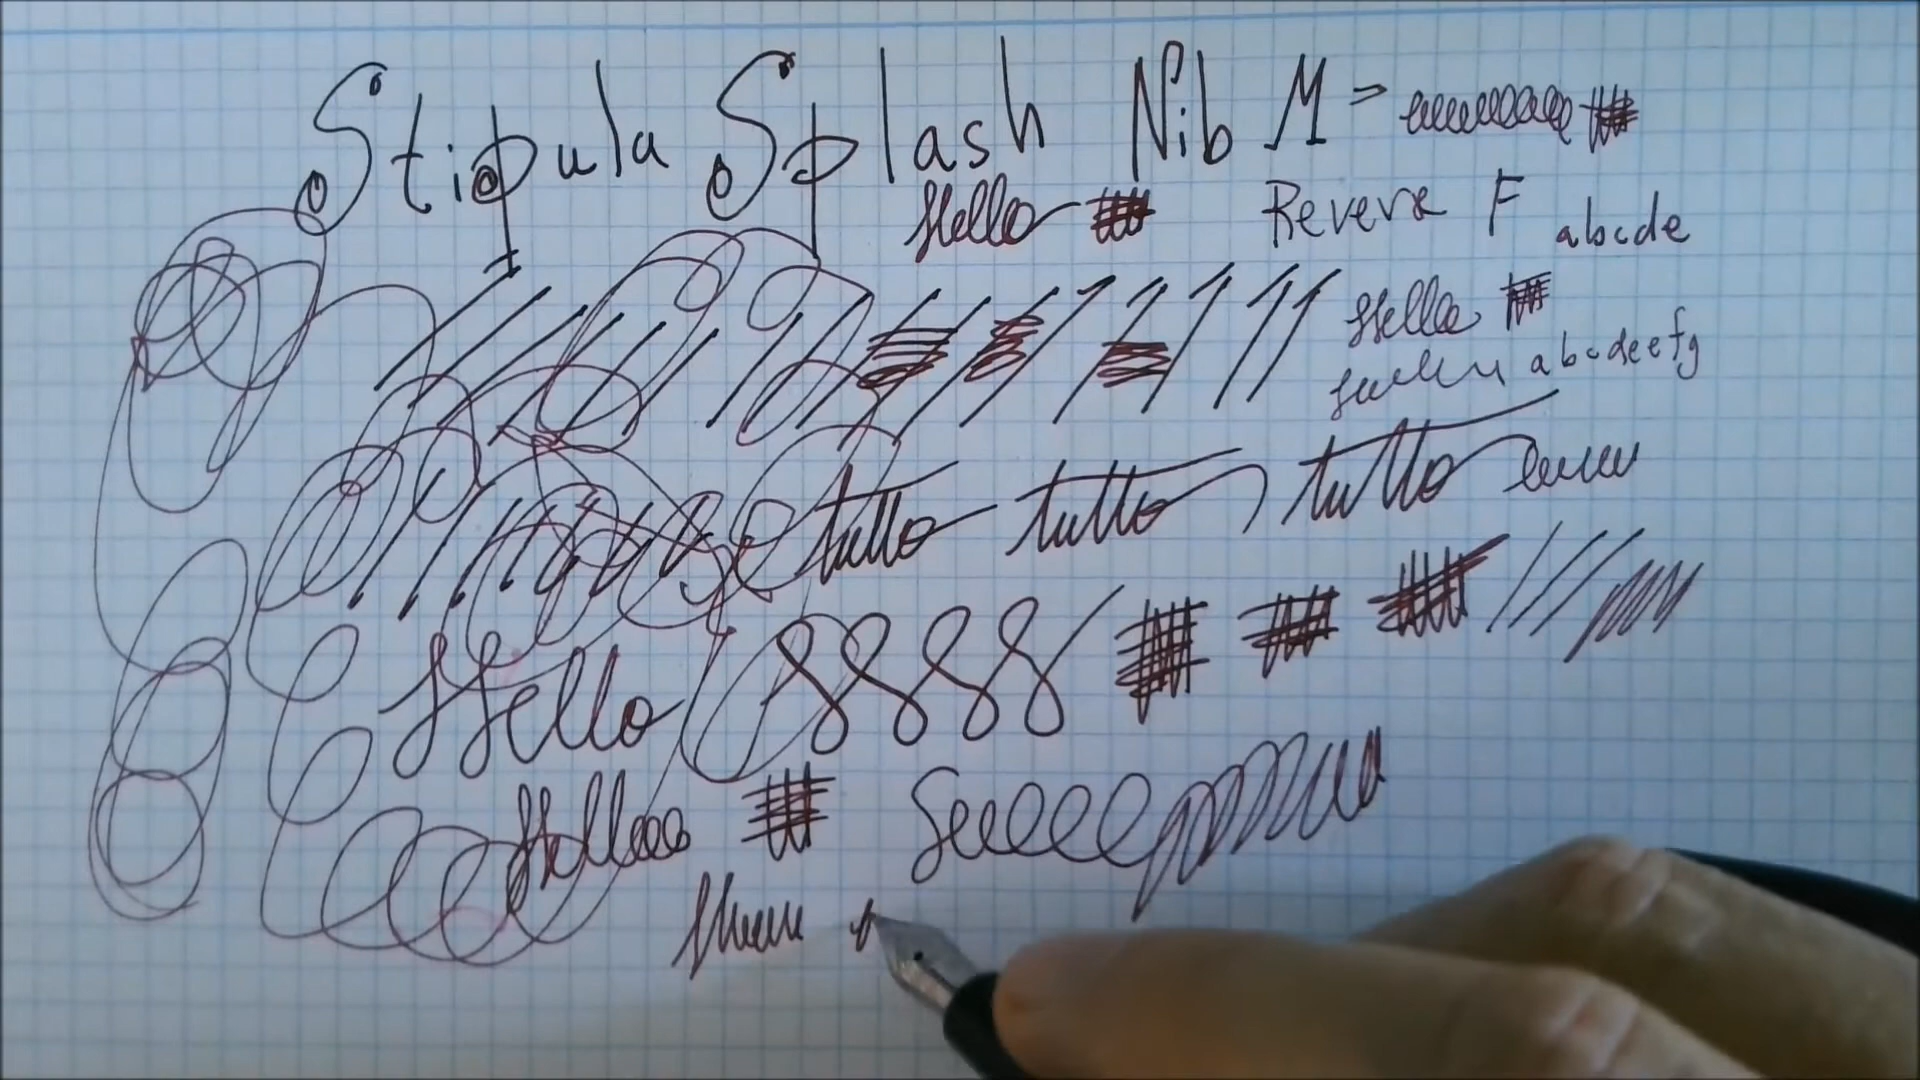 Stipula Splash Nib M =
Hello Reverse F abcde
Hello
abcdeefg
tutto tutto tutto
Hello 8888
Hello